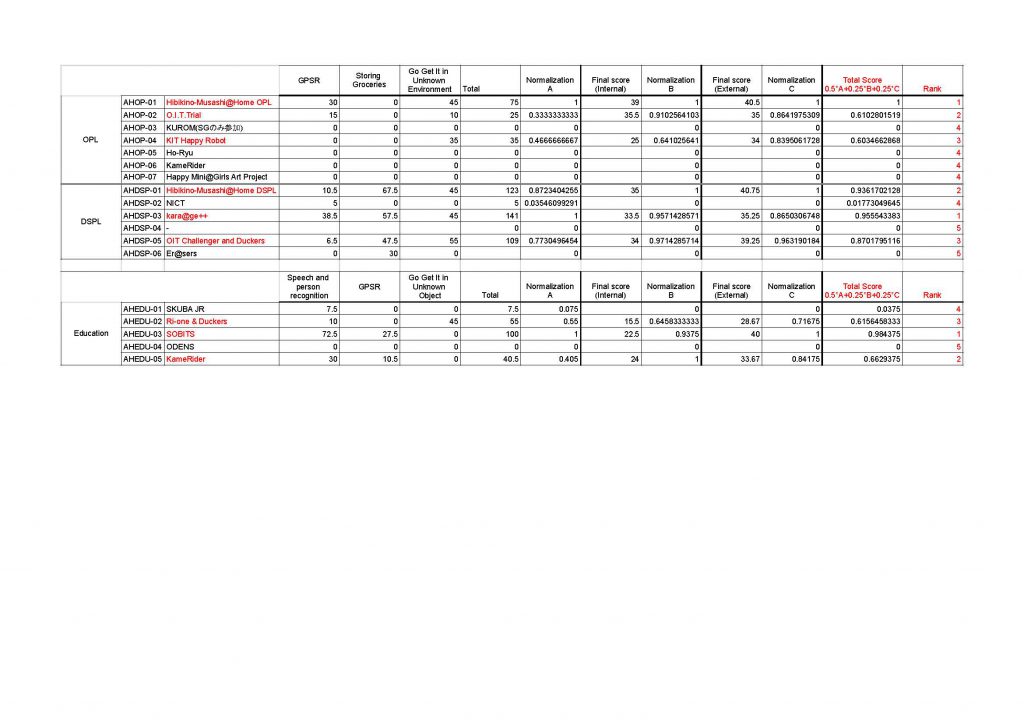 GPSR Storing Groceries Go Get It in Unknown Environment Total Normalization A Final score (Internal) Normalization B Final score (External) Normalization C Total Score 0.5*A+0.25*B+0.25*C Rank
OPL
AHOP-01 Hibikino-Musashi@Home OPL 30 0 45 75 1 39 1 40.5 1 1 1
AHOP-02 O.I.T.Trial 15 0 10 25 0.3333333333 35.5 0.9102564103 35 0.8641975309 0.6102801519 2
AHOP-03 KUROM(SGのみ参加) 0 0 0 0 0 0 0 0 4
AHOP-04 KIT Happy Robot 0 0 35 35 0.4666666667 25 0.641025641 34 0.8395061728 0.6034662868 3
AHOP-05 Ho-Ryu 0 0 0 0 0 0 0 0 4
AHOP-06 KameRider 0 0 0 0 0 0 0 0 4
AHOP-07 Happy Mini@Girls Art Project 0 0 0 0 0 0 0 0 4
DSPL
AHDSP-01 Hibikino-Musashi@Home DSPL 10.5 67.5 45 123 0.8723404255 35 1 40.75 1 0.9361702128 2
AHDSP-02 NICT 5 0 0 5 0.03546099291 0 0 0.01773049645 4
AHDSP-03 kara@ge++ 38.5 57.5 45 141 1 33.5 0.9571428571 35.25 0.8650306748 0.955543383 1
AHDSP-04 - 0 0 0 0 0 5
AHDSP-05 OIT Challenger and Duckers 6.5 47.5 55 109 0.7730496454 34 0.9714285714 39.25 0.963190184 0.8701795116 3
AHDSP-06 Er@sers 0 30 0 0 0 0 0 5
Speech and person recognition GPSR Go Get It in Unknown Object Total Normalization A Final score (Internal) Normalization B Final score (External) Normalization C Total Score 0.5*A+0.25*B+0.25*C Rank
Education
AHEDU-01 SKUBA JR 7.5 0 0 7.5 0.075 0 0 0.0375 4
AHEDU-02 Ri-one & Duckers 10 0 45 55 0.55 15.5 0.6458333333 28.67 0.71675 0.6156458333 3
AHEDU-03 SOBITS 72.5 27.5 0 100 1 22.5 0.9375 40 1 0.984375 1
AHEDU-04 ODENS 0 0 0 0 0 0 0 0 5
AHEDU-05 KameRider 30 10.5 0 40.5 0.405 24 1 33.67 0.84175 0.6629375 2